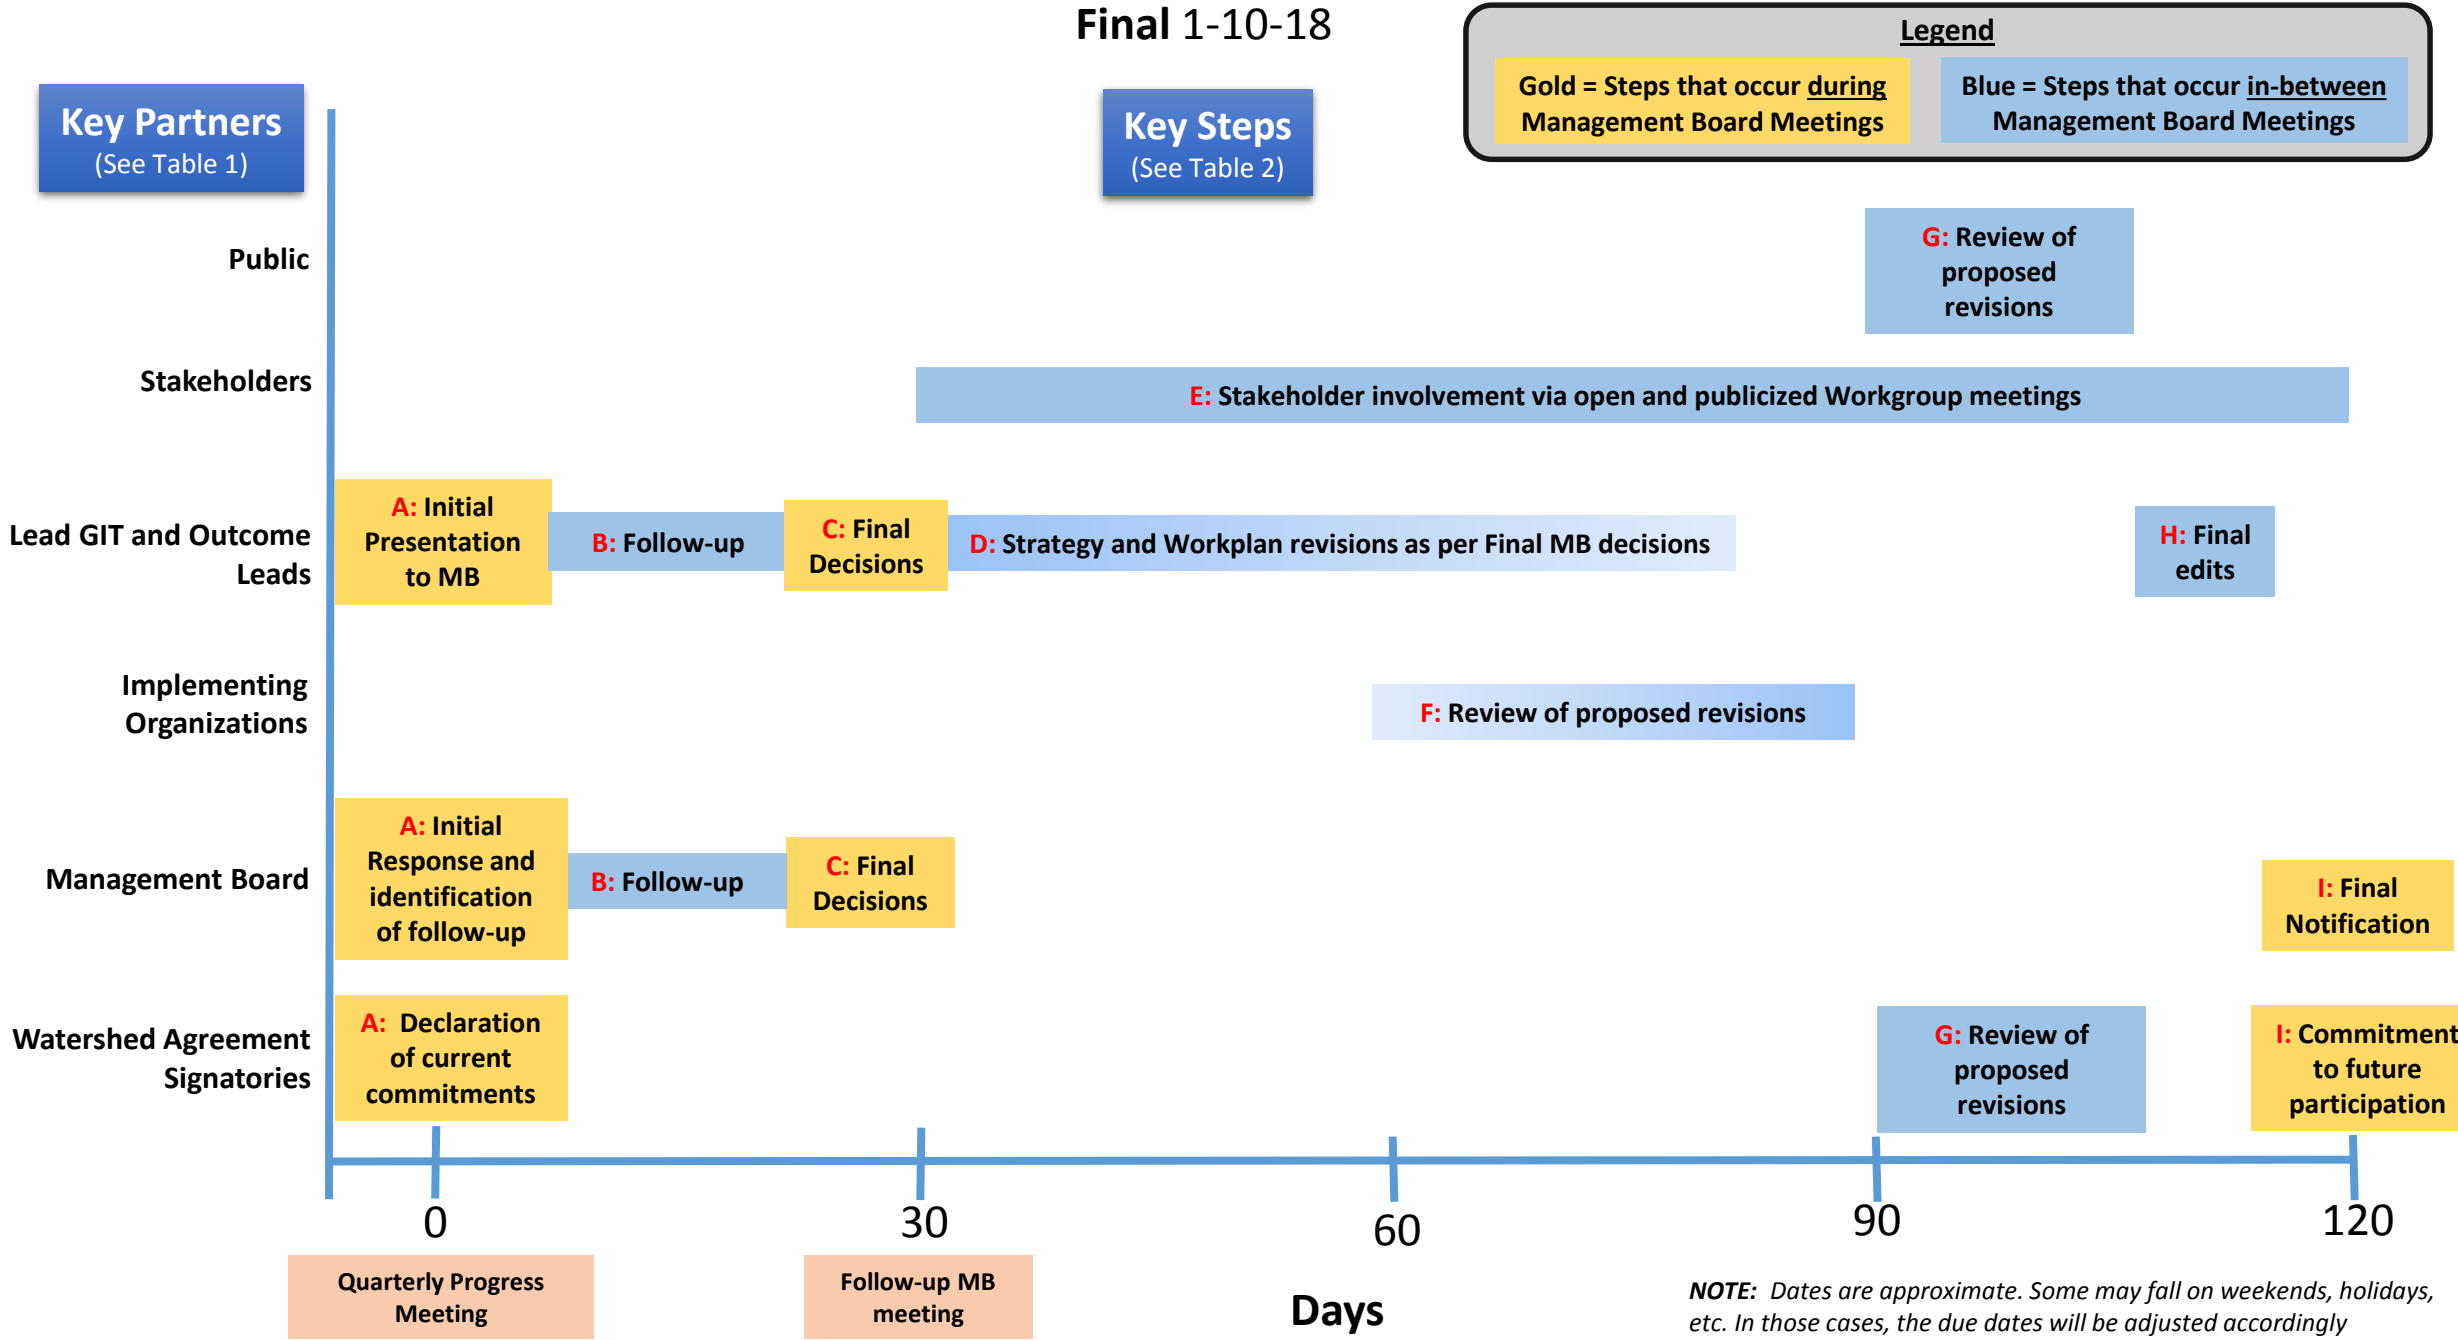 Final 1-10-18
Legend
Gold = Steps that occur during
Management Board Meetings
Blue = Steps that occur in-between
Management Board Meetings
Key Partners
(See Table 1)
Key Steps
(See Table 2)
Public
G: Review of
proposed
revisions
Stakeholders
E: Stakeholder involvement via open and publicized Workgroup meetings
Lead GIT and Outcome
Leads
A: Initial
Presentation
to MB
B: Follow-up
C: Final
Decisions
D: Strategy and Workplan revisions as per Final MB decisions
H: Final
edits
Implementing
Organizations
F: Review of proposed revisions
Management Board
A: Initial
Response and
identification
of follow-up
B: Follow-up
C: Final
Decisions
I: Final
Notification
Watershed Agreement
Signatories
A: Declaration
of current
commitments
G: Review of
proposed
revisions
I: Commitment
to future
participation
0
30
60
90
120
Quarterly Progress
Meeting
Follow-up MB
meeting
Days
NOTE: Dates are approximate. Some may fall on weekends, holidays,
etc. In those cases, the due dates will be adjusted accordingly